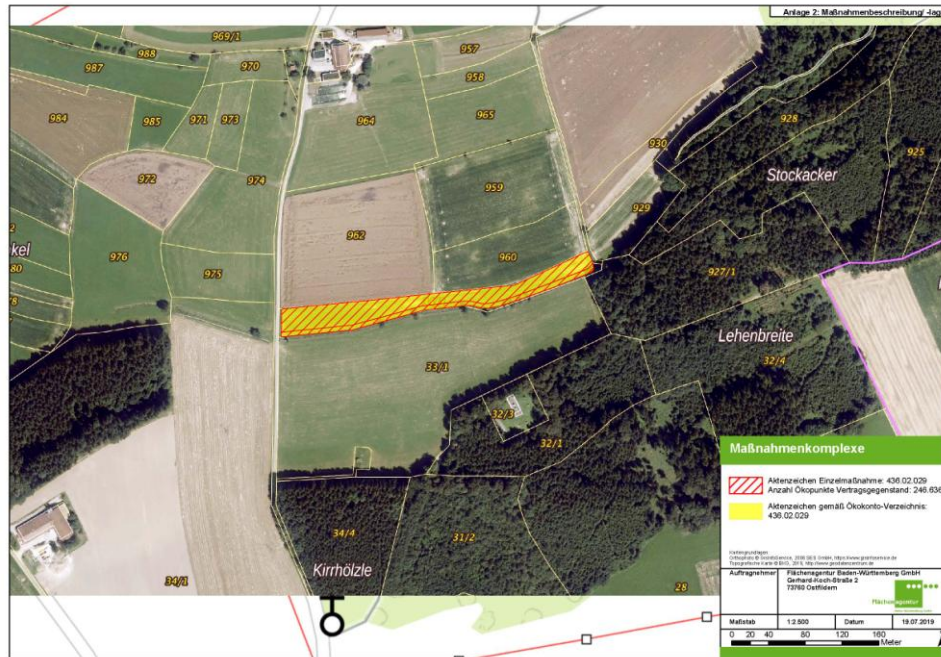 Anlage 2: Maßnahmenbeschreibung/ -lag
969/1
988
987
970
957
958
984
985
971
973
964
965
928
930
925
972
974
959
Stockacker
929
kel
976
962
980
975
960
927/1
Lehenbreite
32/4
33/1
32/3
32/1
34/4
31/2
Kirrhölzle
34/1
28
Maßnahmenkomplexe
Aktenzeichen Einzelmaßnahme: 436.02.029
Anzahl Ökopunkte Vertragsgegenstand: 246.636
Aktenzeichen gemäß Ökokonto-Verzeichnis:
436.02.029
Kartengrundlagen
Auftragnehmer
Flächenagentur Baden-Württemberg GmbH
Gerhard-Koch-Straße 2
73760 Ostfildern
Flächenagentur
Maßstab 1:2.500 Datum 19.07.2019
0 20 40 80 120 160
Meter